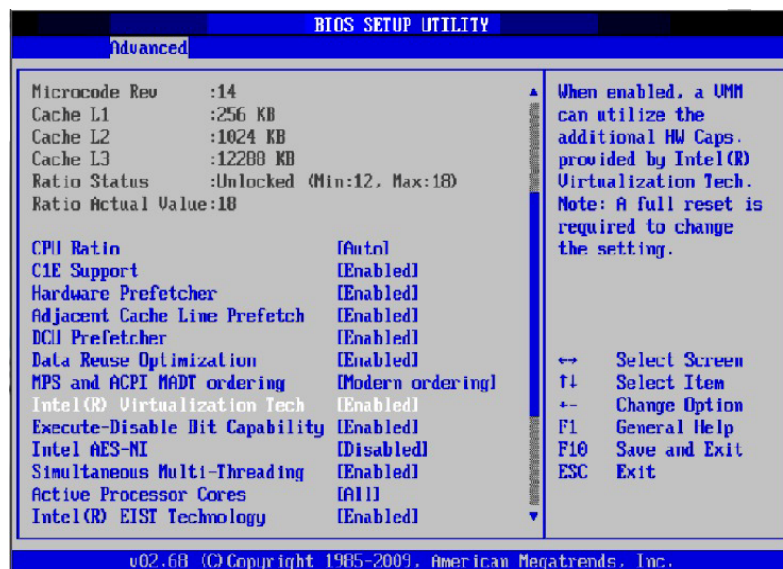 BIOS SETUP UTILITY
Advanced
Microcode Rev :14
Cache L1 :256 KB
Cache L2 :1024 KB
Cache L3 :12288 KB
Ratio Status :Unlocked (Min:12, Max:18)
Ratio Actual Value:18
CPU Ratio [Auto]
C1E Support [Enabled]
Hardware Prefetcher [Enabled]
Adjacent Cache Line Prefetch [Enabled]
DCU Prefetcher [Enabled]
Data Reuse Optimization [Enabled]
MPS and ACPI MADT ordering [Modern ordering]
Intel(R) Virtualization Tech [Enabled]
Execute-Disable Bit Capability [Enabled]
Intel AES-NI [Disabled]
Simultaneous Multi-Threading [Enabled]
Active Processor Cores [All]
Intel(R) EIST Technology [Enabled]
When enabled, a VMM
can utilize the
additional HW Caps.
provided by Intel(R)
Virtualization Tech.
Note: A full reset is
required to change
the setting.
←→ Select Screen
↑↓ Select Item
+- Change Option
F1 General Help
F10 Save and Exit
ESC Exit
v02.68 (C)Copyright 1985-2009, American Megatrends, Inc.